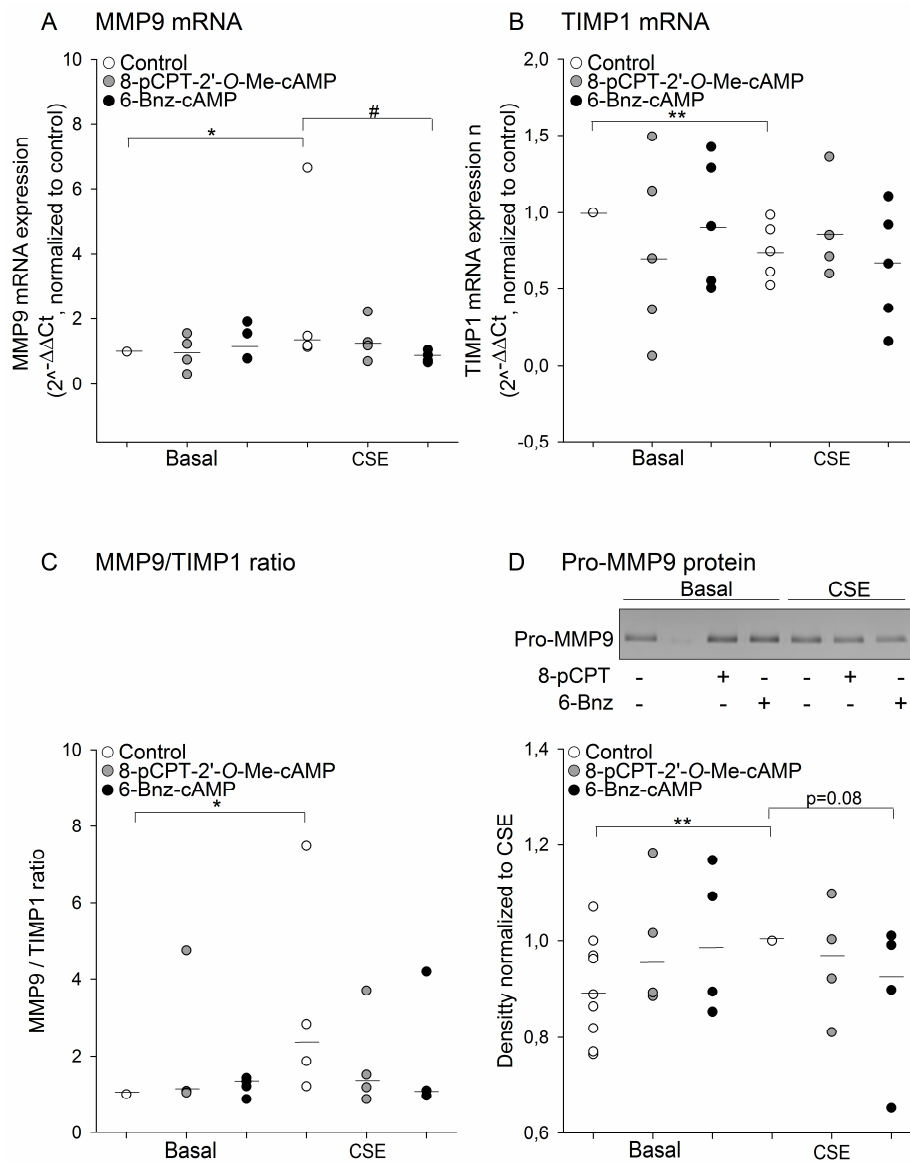 A MMP9 mRNA
10
8
6
4
2
0
MMP9 mRNA expression
(2^-ΔΔCt, normalized to control)
Control
8-pCPT-2'-O-Me-cAMP
6-Bnz-cAMP
*
#
Basal CSE
B TIMP1 mRNA
2,0
1,5
1,0
0,5
0,0
-0,5
TIMP1 mRNA expression n
(2^-ΔΔCt, normalized to control)
Control
8-pCPT-2'-O-Me-cAMP
6-Bnz-cAMP
**
Basal CSE
C MMP9/TIMP1 ratio
10
8
6
4
2
0
MMP9 / TIMP1 ratio
Control
8-pCPT-2'-O-Me-cAMP
6-Bnz-cAMP
*
Basal CSE
D Pro-MMP9 protein
Basal CSE
Pro-MMP9
8-pCPT - + - - + -
6-Bnz - - + - - +
1,4
1,2
1,0
0,8
0,6
Densitty normalized to CSE
Control
8-pCPT-2'-O-Me-cAMP
6-Bnz-cAMP
**
p=0.08
Basal CSE